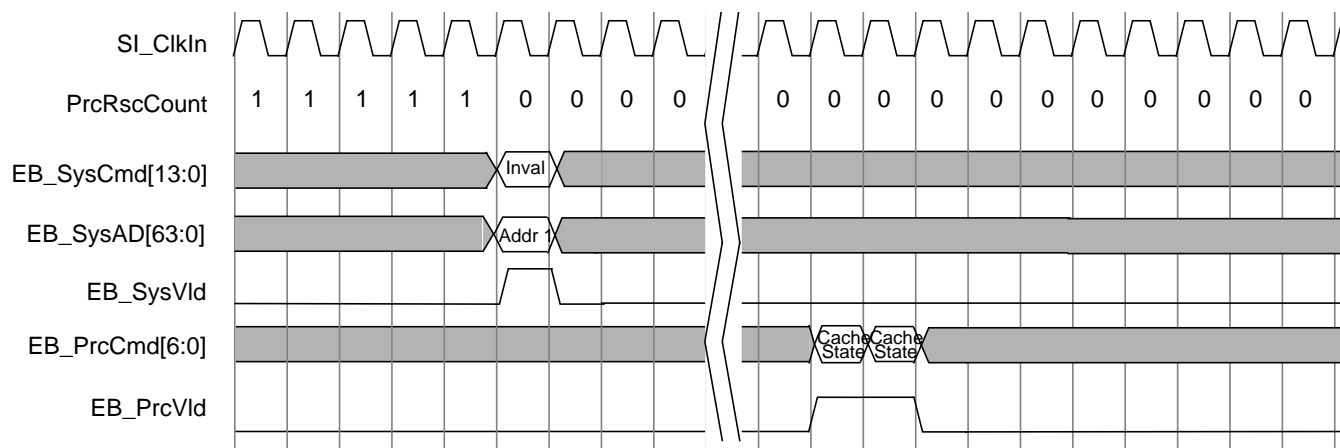 SI_ClkIn
PrcRscCount 1 1 1 1 1 0 0 0 0 0 0 0 0 0 0 0 0 0 0 0
EB_SysCmd[13:0] Inval
EB_SysAD[63:0] Addr 1
EB_SysVld
EB_PrcCmd[6:0] Cache State Cache State
EB_PrcVld